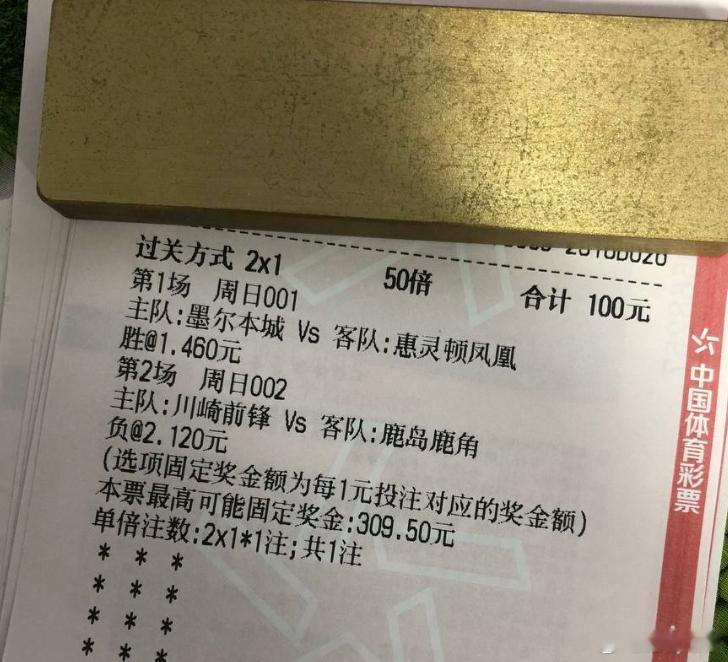 过关方式 2x1 50倍 合计 100元
第1场 周日001
主队:墨尔本城 Vs 客队:惠灵顿凤凰
胜@1.460元
第2场 周日002
主队:川崎前锋 Vs 客队:鹿岛鹿角
负@2.120元
(选项固定奖金额为每1元投注对应的奖金额)
本票最高可能固定奖金:309.50元
单倍注数:2x1*1注;共1注
* * *
* * *
* * *
* * *
中国体育彩票